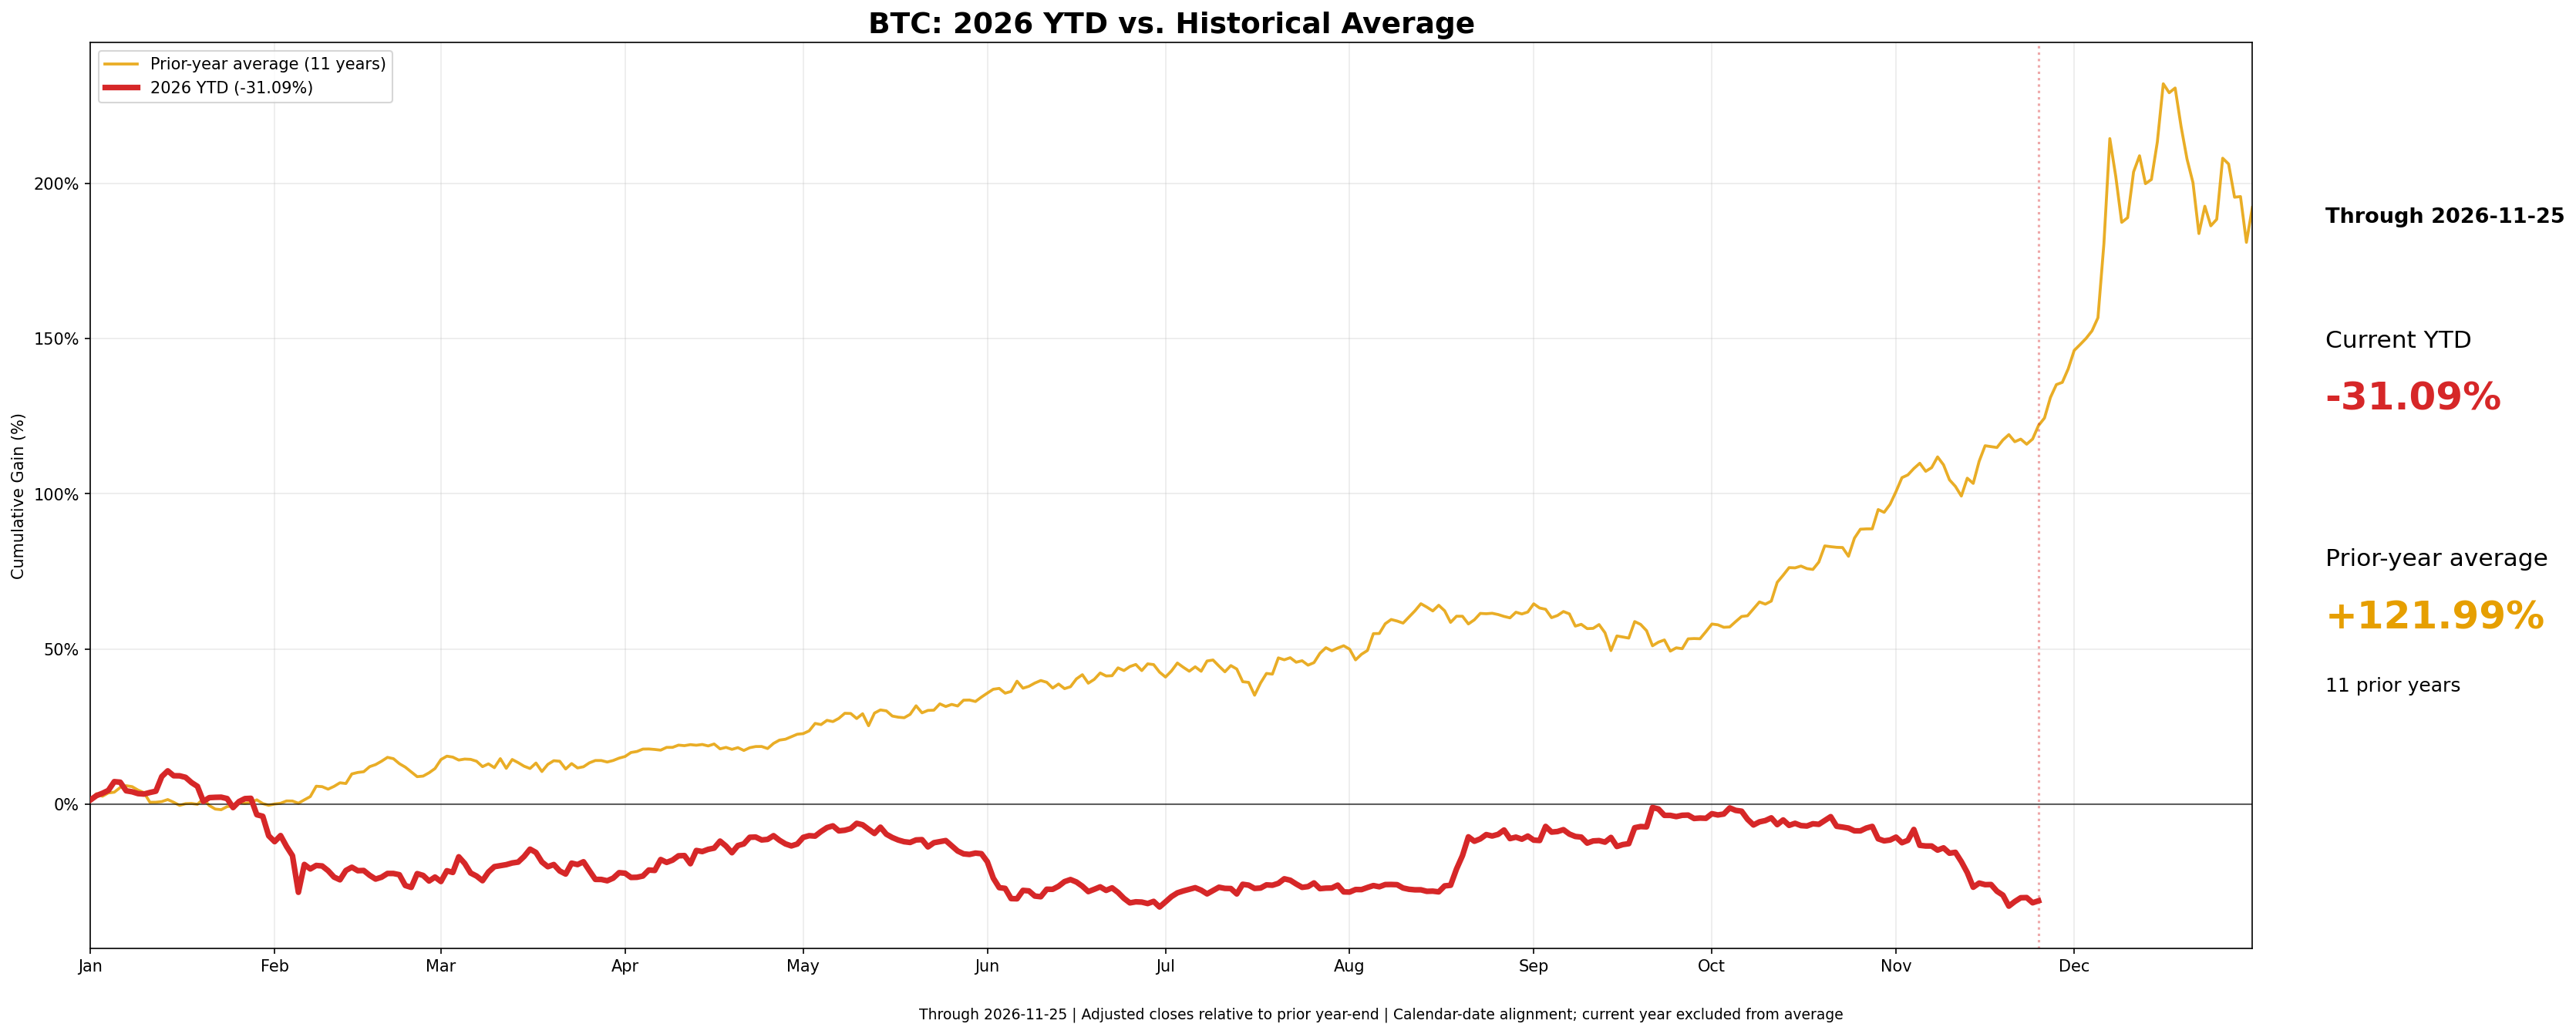 BTC: 2026 YTD vs. Historical Average
Prior-year average (11 years)
2026 YTD (-31.09%)
Cumulative Gain (%)
200%
150%
100%
50%
0%
Jan
Feb
Mar
Apr
May
Jun
Jul
Aug
Sep
Oct
Nov
Dec
Through 2026-11-25
Current YTD
-31.09%
Prior-year average
+121.99%
11 prior years
Through 2026-11-25 | Adjusted closes relative to prior year-end | Calendar-date alignment; current year excluded from average